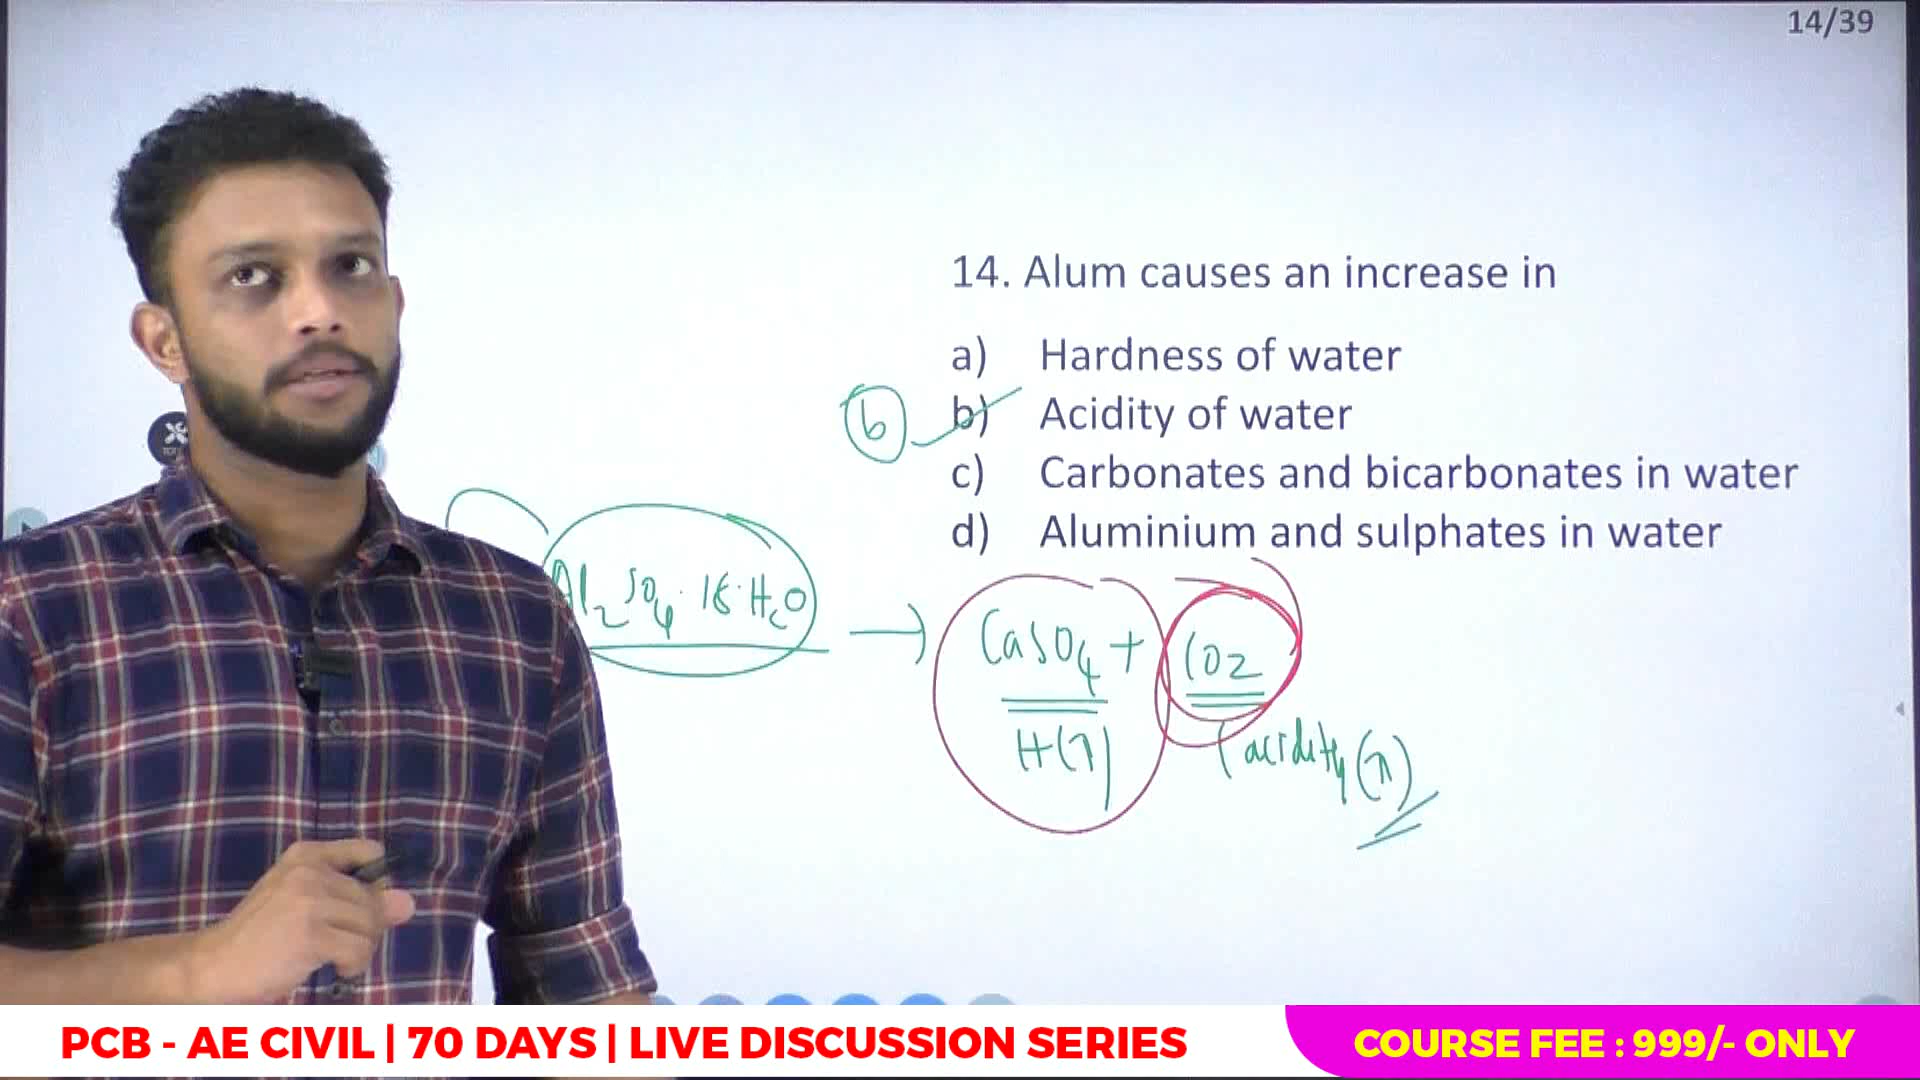 14/39
14. Alum causes an increase in
a) Hardness of water
b b) Acidity of water
c) Carbonates and bicarbonates in water
d) Aluminium and sulphates in water
Al2SO4·18·H2O → CaSO4 + CO2
H(↑) acidity(↑)
PCB - AE CIVIL | 70 DAYS | LIVE DISCUSSION SERIES
COURSE FEE : 999/- ONLY